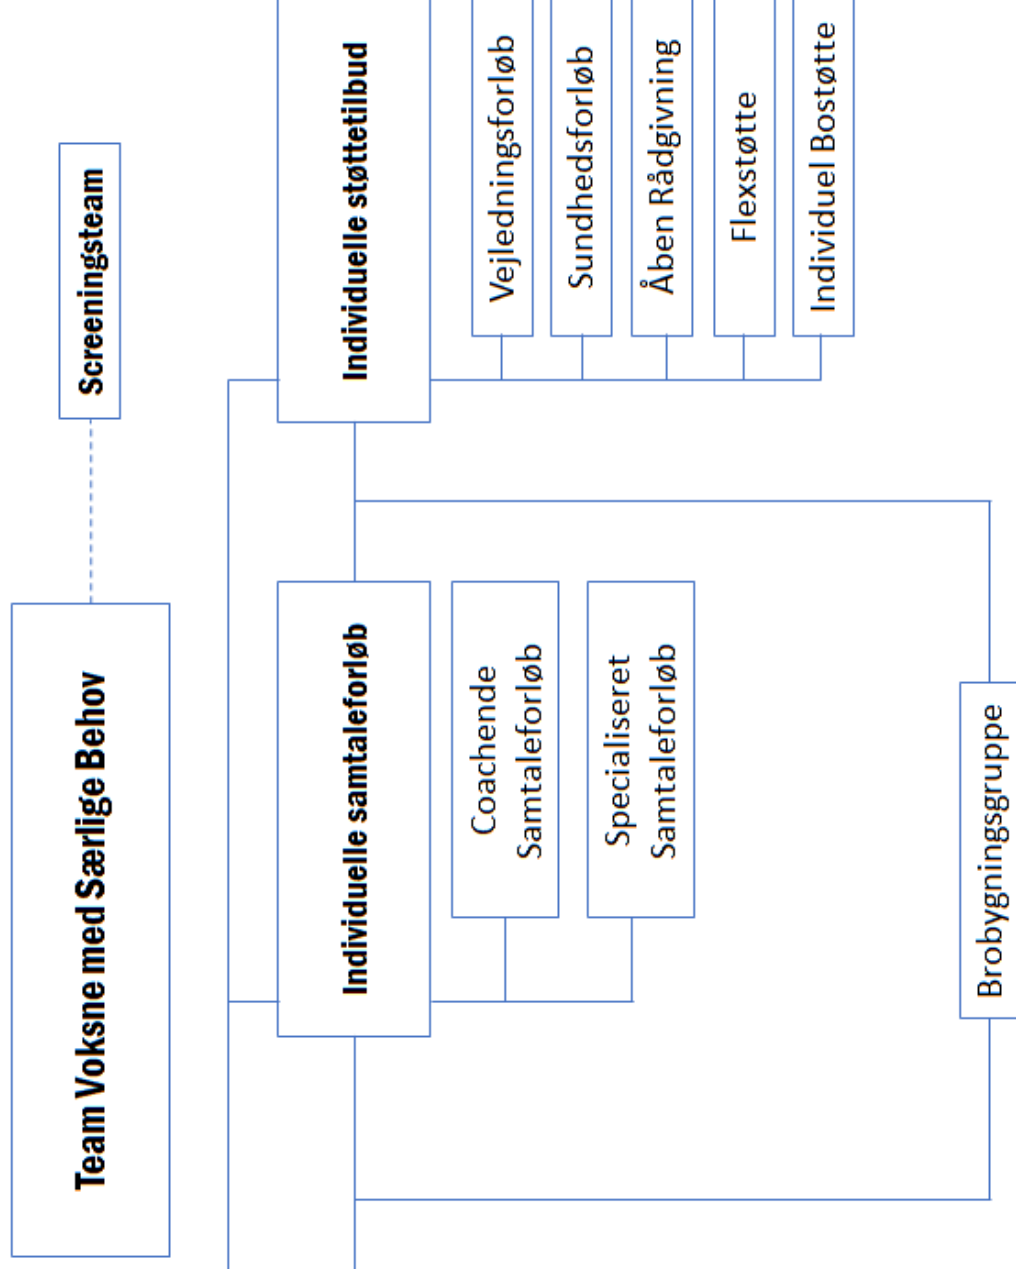 Team Voksne med Særlige Behov
Screeningsteam
Individuelle samtaleforløb
Coachende
Samtaleforløb
Specialiseret
Samtaleforløb
Individuelle støttetilbud
Vejledningsforløb
Sundhedsforløb
Åben Rådgivning
Flexstøtte
Individuel Bostøtte
Brobygningsgruppe